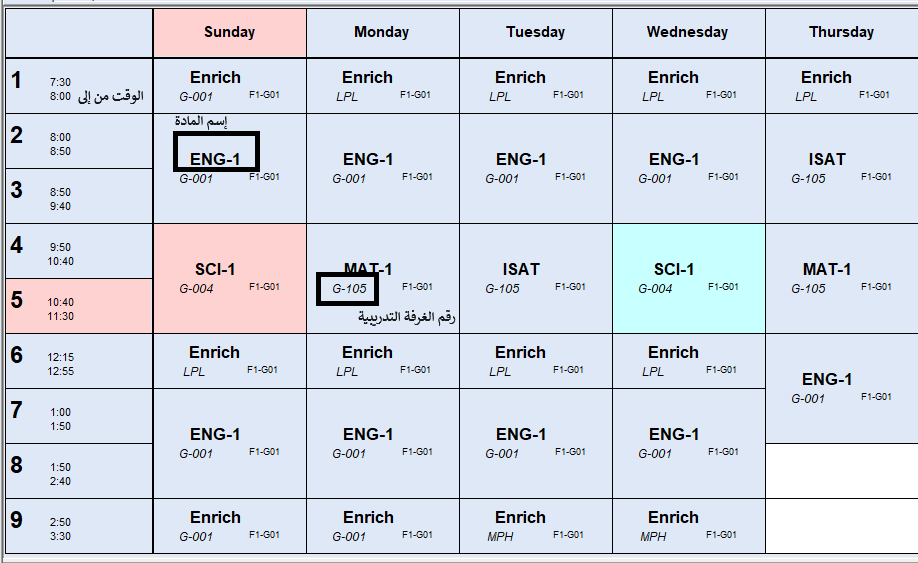 Sunday Monday Tuesday Wednesday Thursday
1 7:30 8:00 الوقت من إلى
Enrich G-001 F1-G01
Enrich LPL F1-G01
Enrich LPL F1-G01
Enrich LPL F1-G01
Enrich LPL F1-G01
2 8:00 8:50
3 8:50 9:40
إسم المادة
ENG-1 G-001 F1-G01
ENG-1 G-001 F1-G01
ENG-1 G-001 F1-G01
ENG-1 G-001 F1-G01
ISAT G-105 F1-G01
4 9:50 10:40
5 10:40 11:30
SCI-1 G-004 F1-G01
MAT-1 G-105 F1-G01
رقم الغرفة التدريبية
ISAT G-105 F1-G01
SCI-1 G-004 F1-G01
MAT-1 G-105 F1-G01
6 12:15 12:55
Enrich LPL F1-G01
Enrich LPL F1-G01
Enrich LPL F1-G01
Enrich LPL F1-G01
ENG-1 G-001 F1-G01
7 1:00 1:50
8 1:50 2:40
ENG-1 G-001 F1-G01
ENG-1 G-001 F1-G01
ENG-1 G-001 F1-G01
ENG-1 G-001 F1-G01
9 2:50 3:30
Enrich G-001 F1-G01
Enrich G-001 F1-G01
Enrich MPH F1-G01
Enrich MPH F1-G01